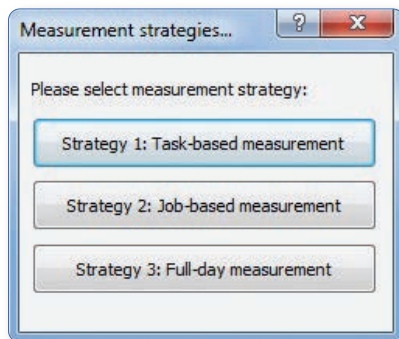 Measurement strategies...
Please select measurement strategy:
Strategy 1: Task-based measurement
Strategy 2: Job-based measurement
Strategy 3: Full-day measurement